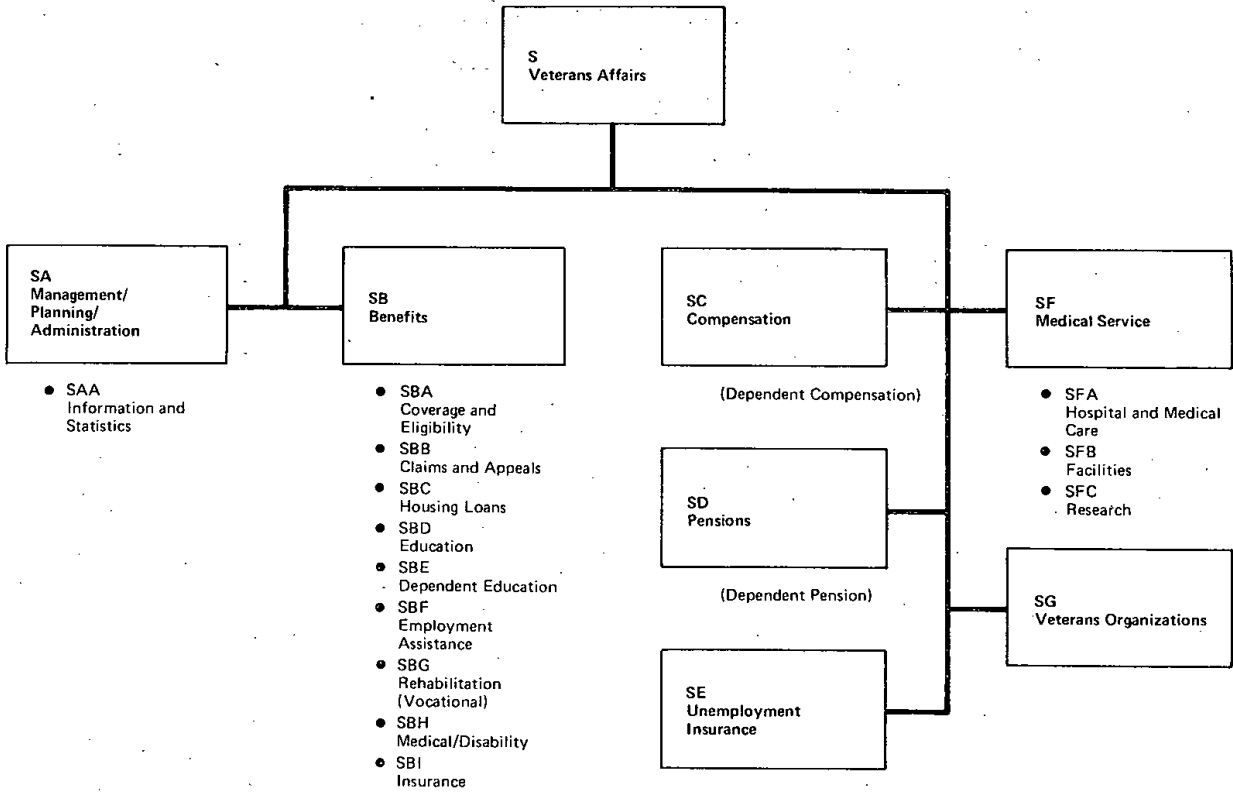 S
Veterans Affairs
SA
Management/
Planning/
Administration
● SAA
Information and
Statistics
SB
Benefits
● SBA
Coverage and
Eligibility
● SBB
Claims and Appeals
● SBC
Housing Loans
● SBD
Education
● SBE
Dependent Education
● SBF
Employment
Assistance
● SBG
Rehabilitation
(Vocational)
● SBH
Medical/Disability
● SBI
Insurance
SC
Compensation
(Dependent Compensation)
SD
Pensions
(Dependent Pension)
SE
Unemployment
Insurance
SF
Medical Service
● SFA
Hospital and Medical
Care
● SFB
Facilities
● SFC
Research
SG
Veterans Organizations